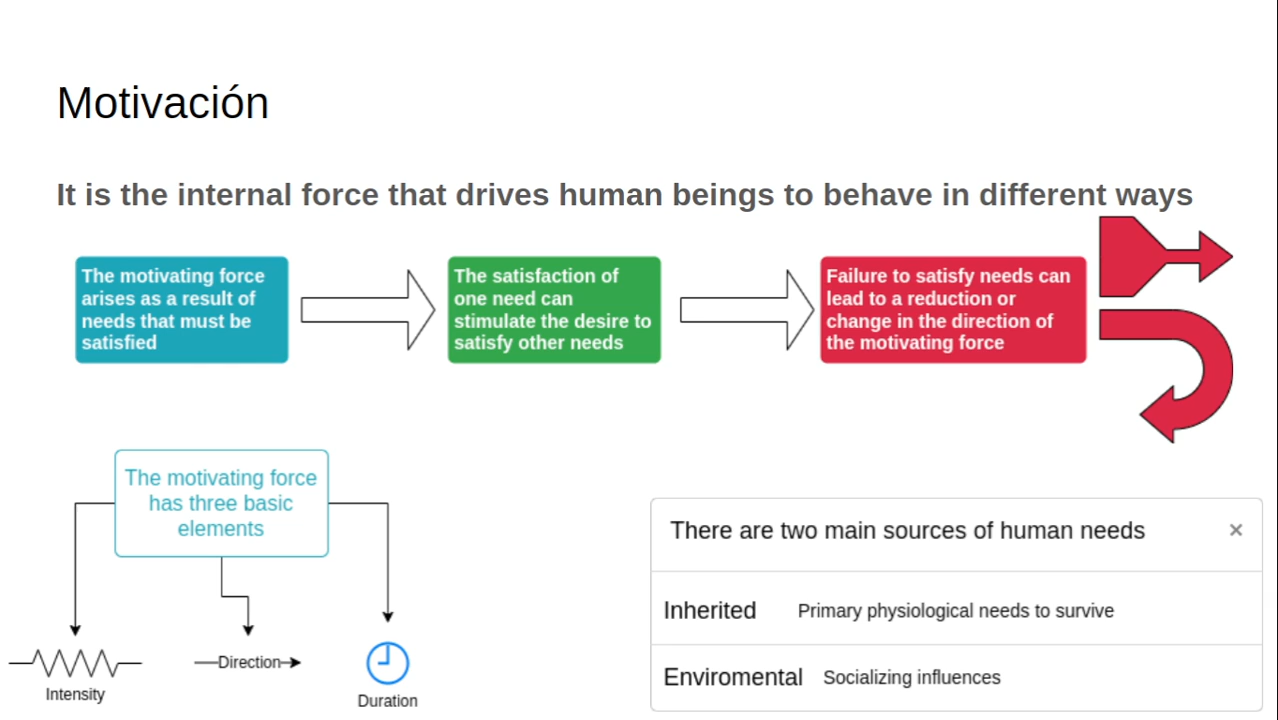 Motivación
It is the internal force that drives human beings to behave in different ways
The motivating force
arises as a result of
needs that must be
satisfied
The satisfaction of
one need can
stimulate the desire to
satisfy other needs
Failure to satisfy needs can
lead to a reduction or
change in the direction of
the motivating force
The motivating force
has three basic
elements
Intensity
Direction
Duration
There are two main sources of human needs ×
Inherited Primary physiological needs to survive
Enviromental Socializing influences